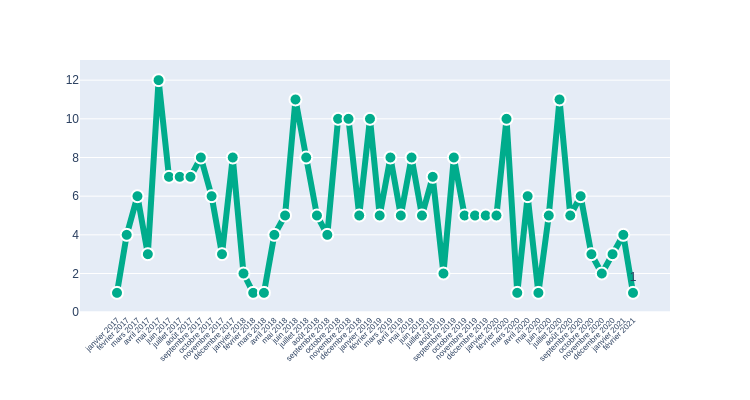 12
10
8
6
4
2
0
1
janvier 2017
février 2017
mars 2017
avril 2017
mai 2017
juin 2017
juillet 2017
août 2017
septembre 2017
octobre 2017
novembre 2017
décembre 2017
janvier 2018
février 2018
mars 2018
avril 2018
mai 2018
juin 2018
juillet 2018
août 2018
septembre 2018
octobre 2018
novembre 2018
décembre 2018
janvier 2019
février 2019
mars 2019
avril 2019
mai 2019
juin 2019
juillet 2019
août 2019
septembre 2019
octobre 2019
novembre 2019
décembre 2019
janvier 2020
février 2020
mars 2020
avril 2020
mai 2020
juin 2020
juillet 2020
août 2020
septembre 2020
octobre 2020
novembre 2020
décembre 2020
janvier 2021
février 2021